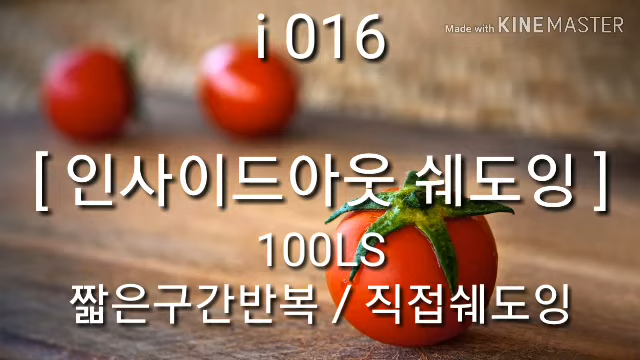 i 016
Made with KINEMASTER
[ 인사이드아웃 쉐도잉 ]
100LS
짧은구간반복 / 직접쉐도잉